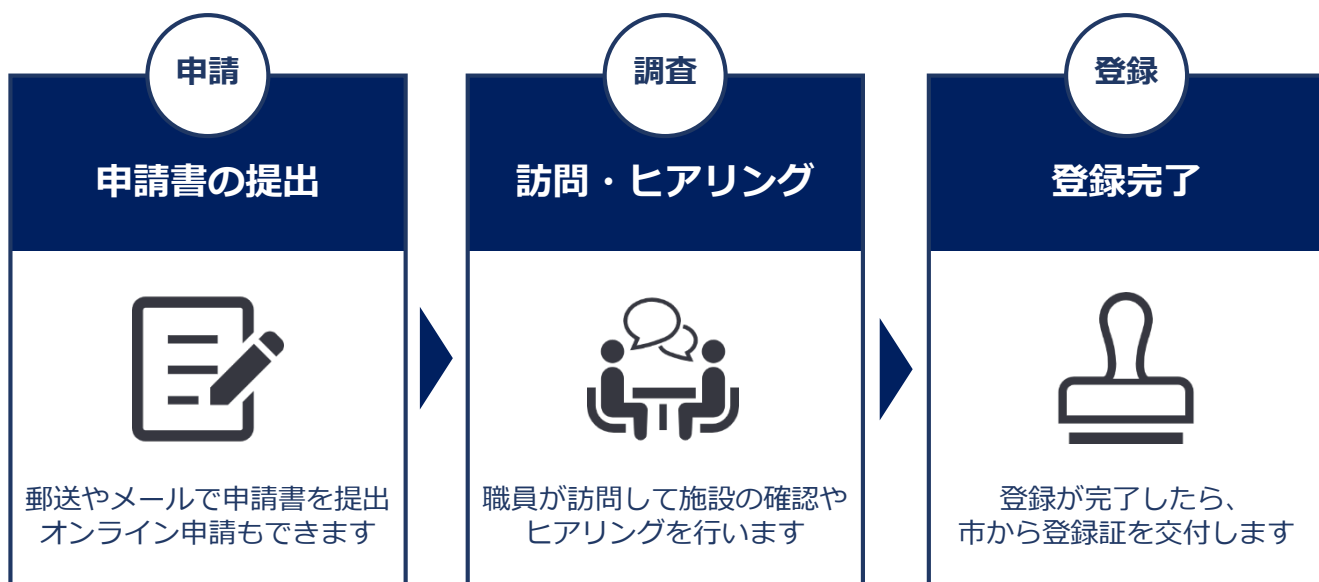 申請
申請書の提出
郵送やメールで申請書を提出
オンライン申請もできます
調査
訪問・ヒアリング
職員が訪問して施設の確認や
ヒアリングを行います
登録
登録完了
登録が完了したら、
市から登録証を交付します